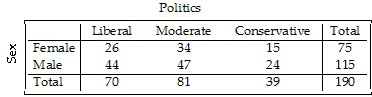 Politics
Sex
Liberal Moderate Conservative Total
Female 26 34 15 75
Male 44 47 24 115
Total 70 81 39 190